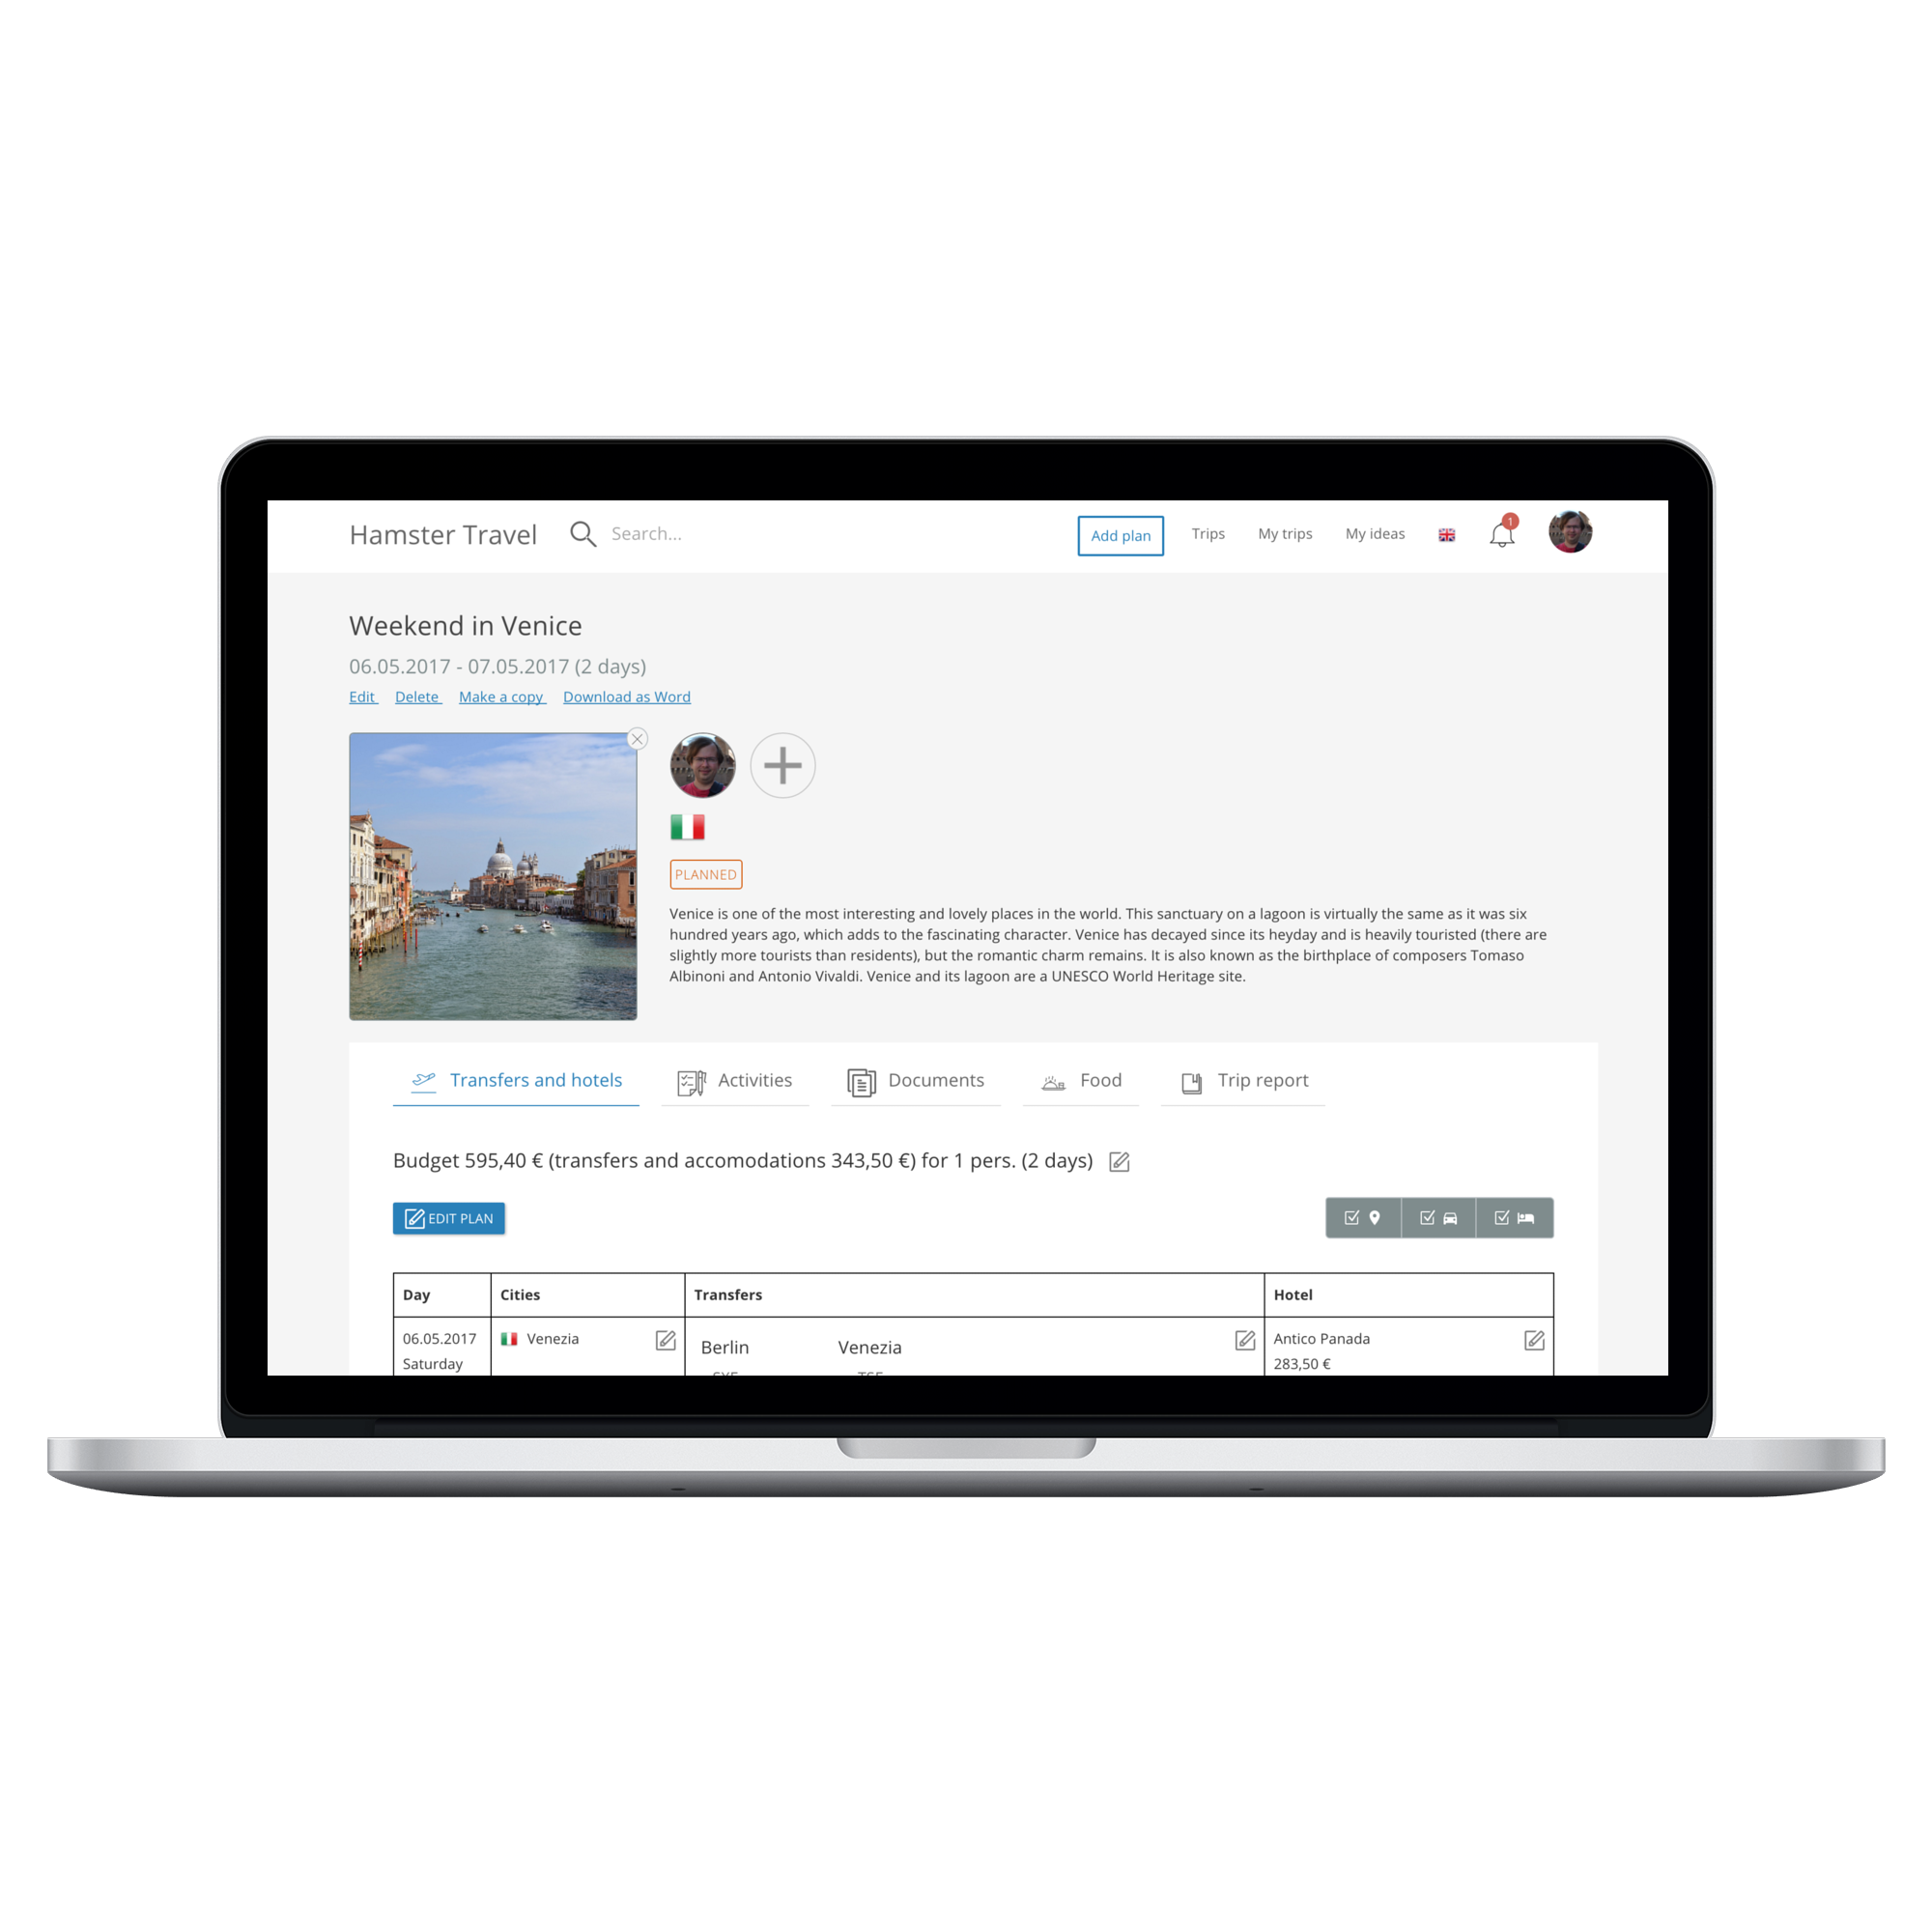 Hamster Travel
Search...
Add plan
Trips
My trips
My ideas
1
Weekend in Venice
06.05.2017 - 07.05.2017 (2 days)
Edit Delete Make a copy Download as Word
PLANNED
Venice is one of the most interesting and lovely places in the world. This sanctuary on a lagoon is virtually the same as it was six
hundred years ago, which adds to the fascinating character. Venice has decayed since its heyday and is heavily touristed (there are
slightly more tourists than residents), but the romantic charm remains. It is also known as the birthplace of composers Tomaso
Albinoni and Antonio Vivaldi. Venice and its lagoon are a UNESCO World Heritage site.
Transfers and hotels
Activities
Documents
Food
Trip report
Budget 595,40 € (transfers and accomodations 343,50 €) for 1 pers. (2 days)
EDIT PLAN
Day
Cities
Transfers
Hotel
06.05.2017
Saturday
Venezia
Berlin
Venezia
Antico Panada
283,50 €